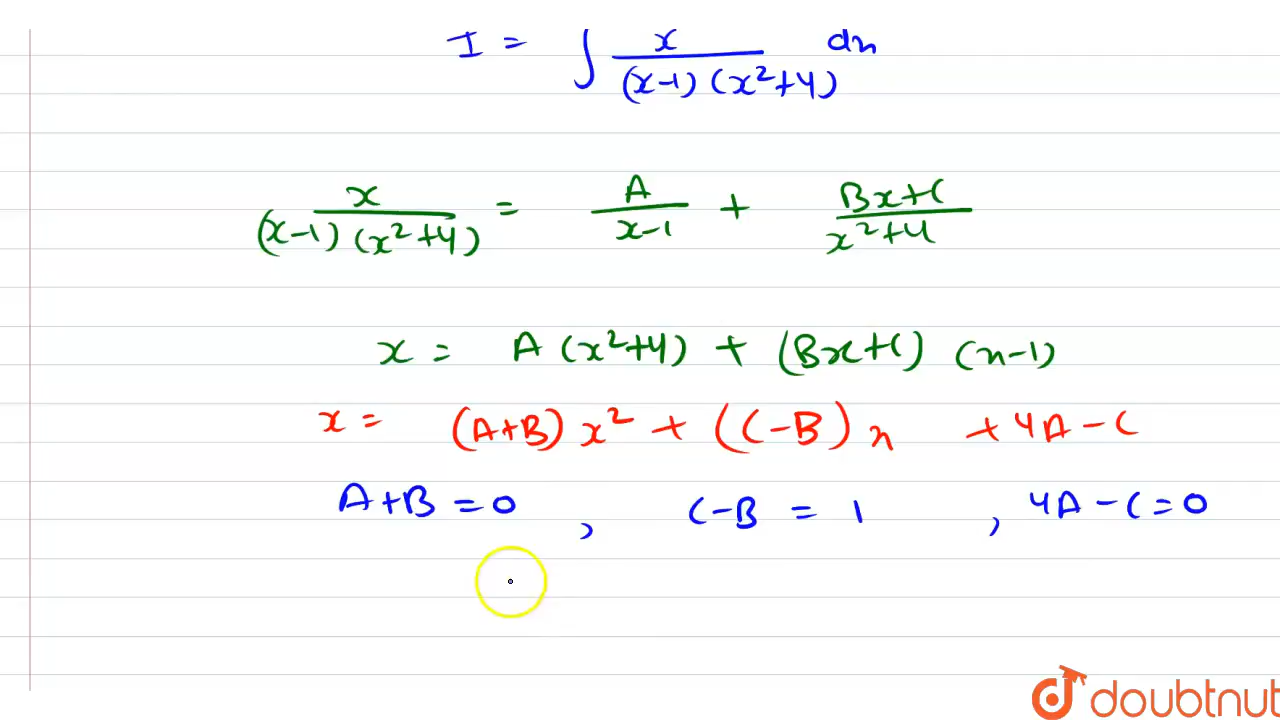 I = ∫ x/((x-1)(x²+4)) dx
x/((x-1)(x²+4)) = A/(x-1) + (Bx+C)/(x²+4)
x = A(x²+4) + (Bx+C)(x-1)
x = (A+B)x² + (C-B)x + 4A-C
A+B = 0 , C-B = 1 , 4A-C = 0
doubtnut